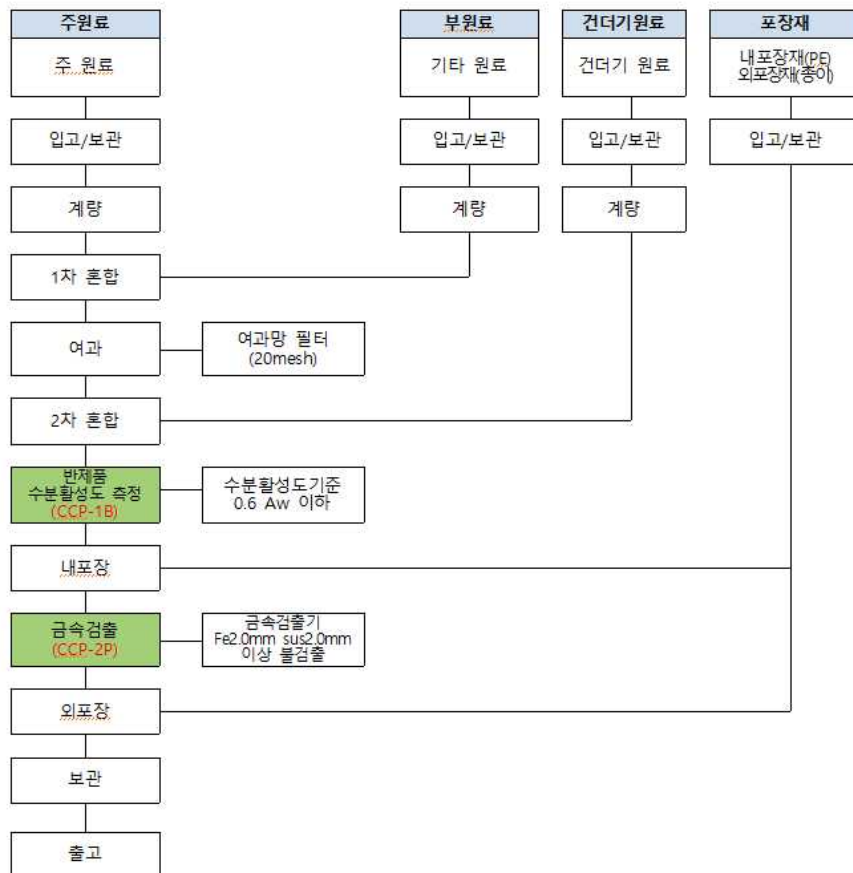 주원료
부원료
건더기원료
포장재
주 원료
기타 원료
건더기 원료
내포장재(PE)
외포장재(종이)
입고/보관
입고/보관
입고/보관
입고/보관
계량
계량
계량
1차 혼합
여과
여과망 필터
(20mesh)
2차 혼합
반제품
수분활성도 측정
(CCP-1B)
수분활성도기준
0.6 Aw 이하
내포장
금속검출
(CCP-2P)
금속검출기
Fe2.0mm sus2.0mm
이상 불검출
외포장
보관
출고